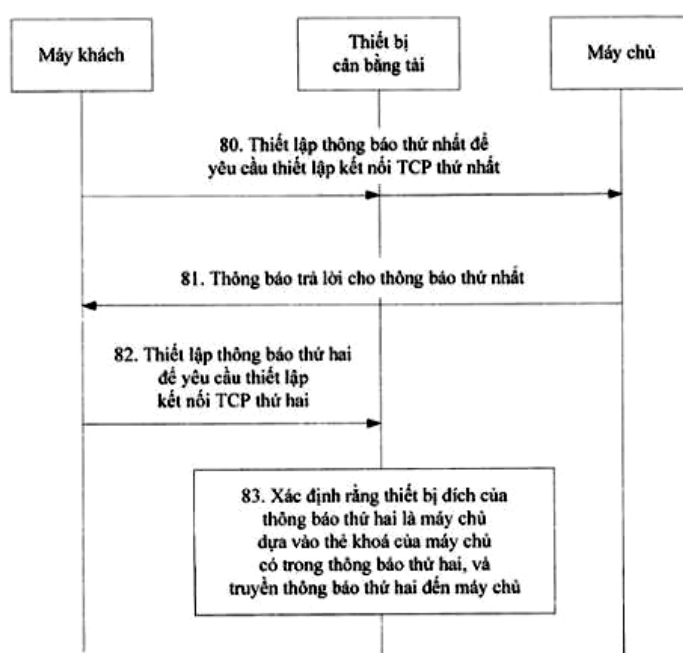 Máy khách
Thiết bị
cân bằng tải
Máy chủ
80. Thiết lập thông báo thứ nhất để
yêu cầu thiết lập kết nối TCP thứ nhất
81. Thông báo trả lời cho thông báo thứ nhất
82. Thiết lập thông báo thứ hai
để yêu cầu thiết lập
kết nối TCP thứ hai
83. Xác định rằng thiết bị đích của
thông báo thứ hai là máy chủ
dựa vào thẻ khoá của máy chủ
có trong thông báo thứ hai, và
truyền thông báo thứ hai đến máy chủ